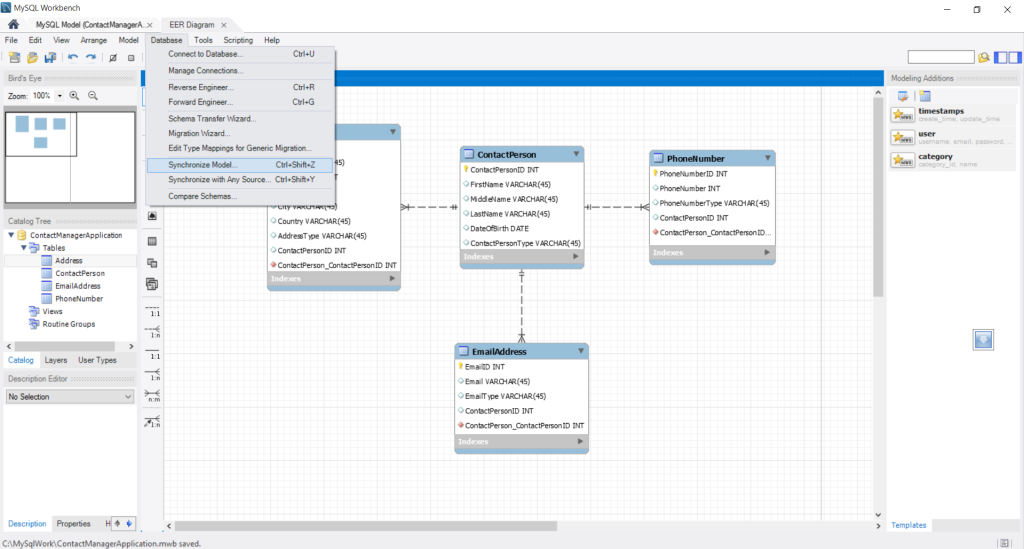 MySQL Workbench
MySQL Model (ContactManagerA...
EER Diagram
File Edit View Arrange Model Database Tools Scripting Help
Connect to Database... Ctrl+U
Manage Connections...
Reverse Engineer... Ctrl+R
Forward Engineer... Ctrl+G
Schema Transfer Wizard...
Migration Wizard...
Edit Type Mappings for Generic Migration...
Synchronize Model... Ctrl+Shift+Z
Synchronize with Any Source... Ctrl+Shift+Y
Compare Schemas...
Bird's Eye
Zoom: 100%
Catalog Tree
ContactManagerApplication
Tables
Address
ContactPerson
EmailAddress
PhoneNumber
Views
Routine Groups
Catalog Layers User Types
Description Editor
No Selection
Description Properties H
1:1
1:n
1:1
1:n
n:m
1:n
City VARCHAR(45)
Country VARCHAR(45)
AddressType VARCHAR(45)
ContactPersonID INT
ContactPerson_ContactPersonID INT
Indexes
ContactPerson
ContactPersonID INT
FirstName VARCHAR(45)
MiddleName VARCHAR(45)
LastName VARCHAR(45)
DateOfBirth DATE
ContactPersonType VARCHAR(45)
Indexes
PhoneNumber
PhoneNumberID INT
PhoneNumber INT
PhoneNumberType VARCHAR(45)
ContactPersonID INT
ContactPerson_ContactPersonID...
Indexes
EmailAddress
EmailID INT
Email VARCHAR(45)
EmailType VARCHAR(45)
ContactPersonID INT
ContactPerson_ContactPersonID INT
Indexes
Modeling Additions
timestamps
create_time, update_time
user
username, email, password, ...
category
category_id, name
Templates
C:\MySqlWork\ContactManagerApplication.mwb saved.